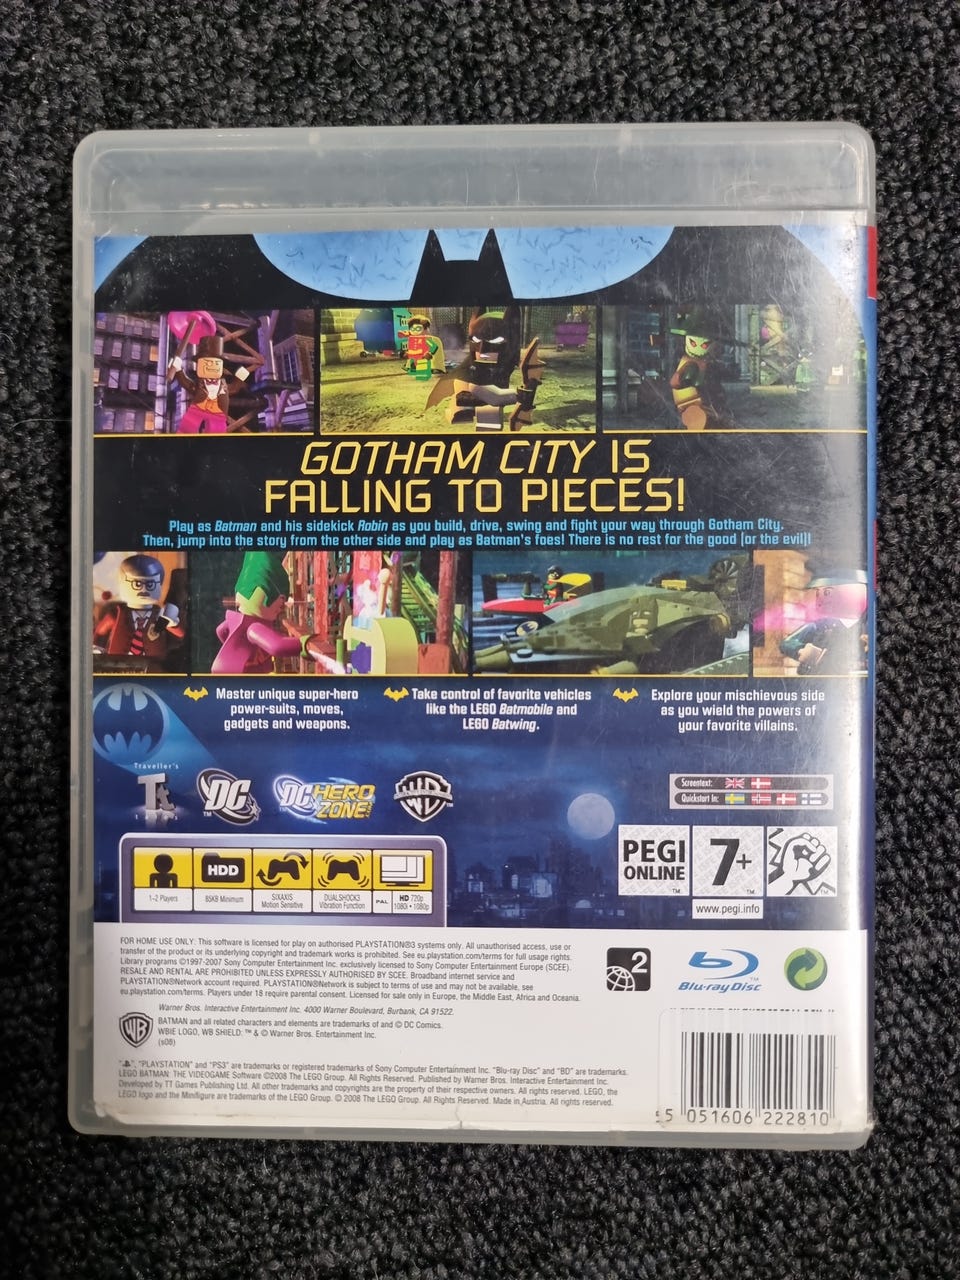 GOTHAM CITY IS
FALLING TO PIECES!
Play as Batman and his sidekick Robin as you build, drive, swing and fight your way through Gotham City.
Then, jump into the story from the other side and play as Batman's foes! There is no rest for the good (or the evil)!
Master unique super-hero
power-suits, moves,
gadgets and weapons.
Take control of favorite vehicles
like the LEGO Batmobile and
LEGO Batwing.
Explore your mischievous side
as you wield the powers of
your favorite villains.
Traveller's
Tt
DC
TM
DC HERO
ZONE
WB
Screentext:
Quickstart In:
PEGI
ONLINE
TM
7+
TM
TM
www.pegi.info
HDD
1-2 Players
85KB Minimum
SIXAXIS
Motion Sensitive
DUALSHOCK3
Vibration Function
PAL
HD 720p
1080i • 1080p
FOR HOME USE ONLY: This software is licensed for play on authorised PLAYSTATION®3 systems only. All unauthorised access, use or
transfer of the product or its underlying copyright and trademark works is prohibited. See eu.playstation.com/terms for full usage rights.
Library programs ©1997-2007 Sony Computer Entertainment Inc. exclusively licensed to Sony Computer Entertainment Europe (SCEE).
RESALE AND RENTAL ARE PROHIBITED UNLESS EXPRESSLY AUTHORISED BY SCEE. Broadband internet service and
PLAYSTATION®Network account required. PLAYSTATION®Network is subject to terms of use and may not be available, see
eu.playstation.com/terms. Players under 18 require parental consent. Licensed for sale only in Europe, the Middle East, Africa and Oceania.
2
Blu-ray Disc
TM
Warner Bros. Interactive Entertainment Inc. 4000 Warner Boulevard, Burbank, CA 91522.
WB
BATMAN and all related characters and elements are trademarks of and © DC Comics.
WBIE LOGO, WB SHIELD: ™ & © Warner Bros. Entertainment Inc.
(s08)
"PLAYSTATION" and "PS3" are trademarks or registered trademarks of Sony Computer Entertainment Inc. "Blu-ray Disc" and "BD" are trademarks.
LEGO BATMAN: THE VIDEOGAME Software ©2008 The LEGO Group. All Rights Reserved. Published by Warner Bros. Interactive Entertainment Inc.
Developed by TT Games Publishing Ltd. All other trademarks and copyrights are the property of their respective owners. All rights reserved. LEGO, the
LEGO logo and the Minifigure are trademarks of the LEGO Group. © 2008 The LEGO Group. All Rights Reserved. Made in Austria. All rights reserved.
5 051606 222810